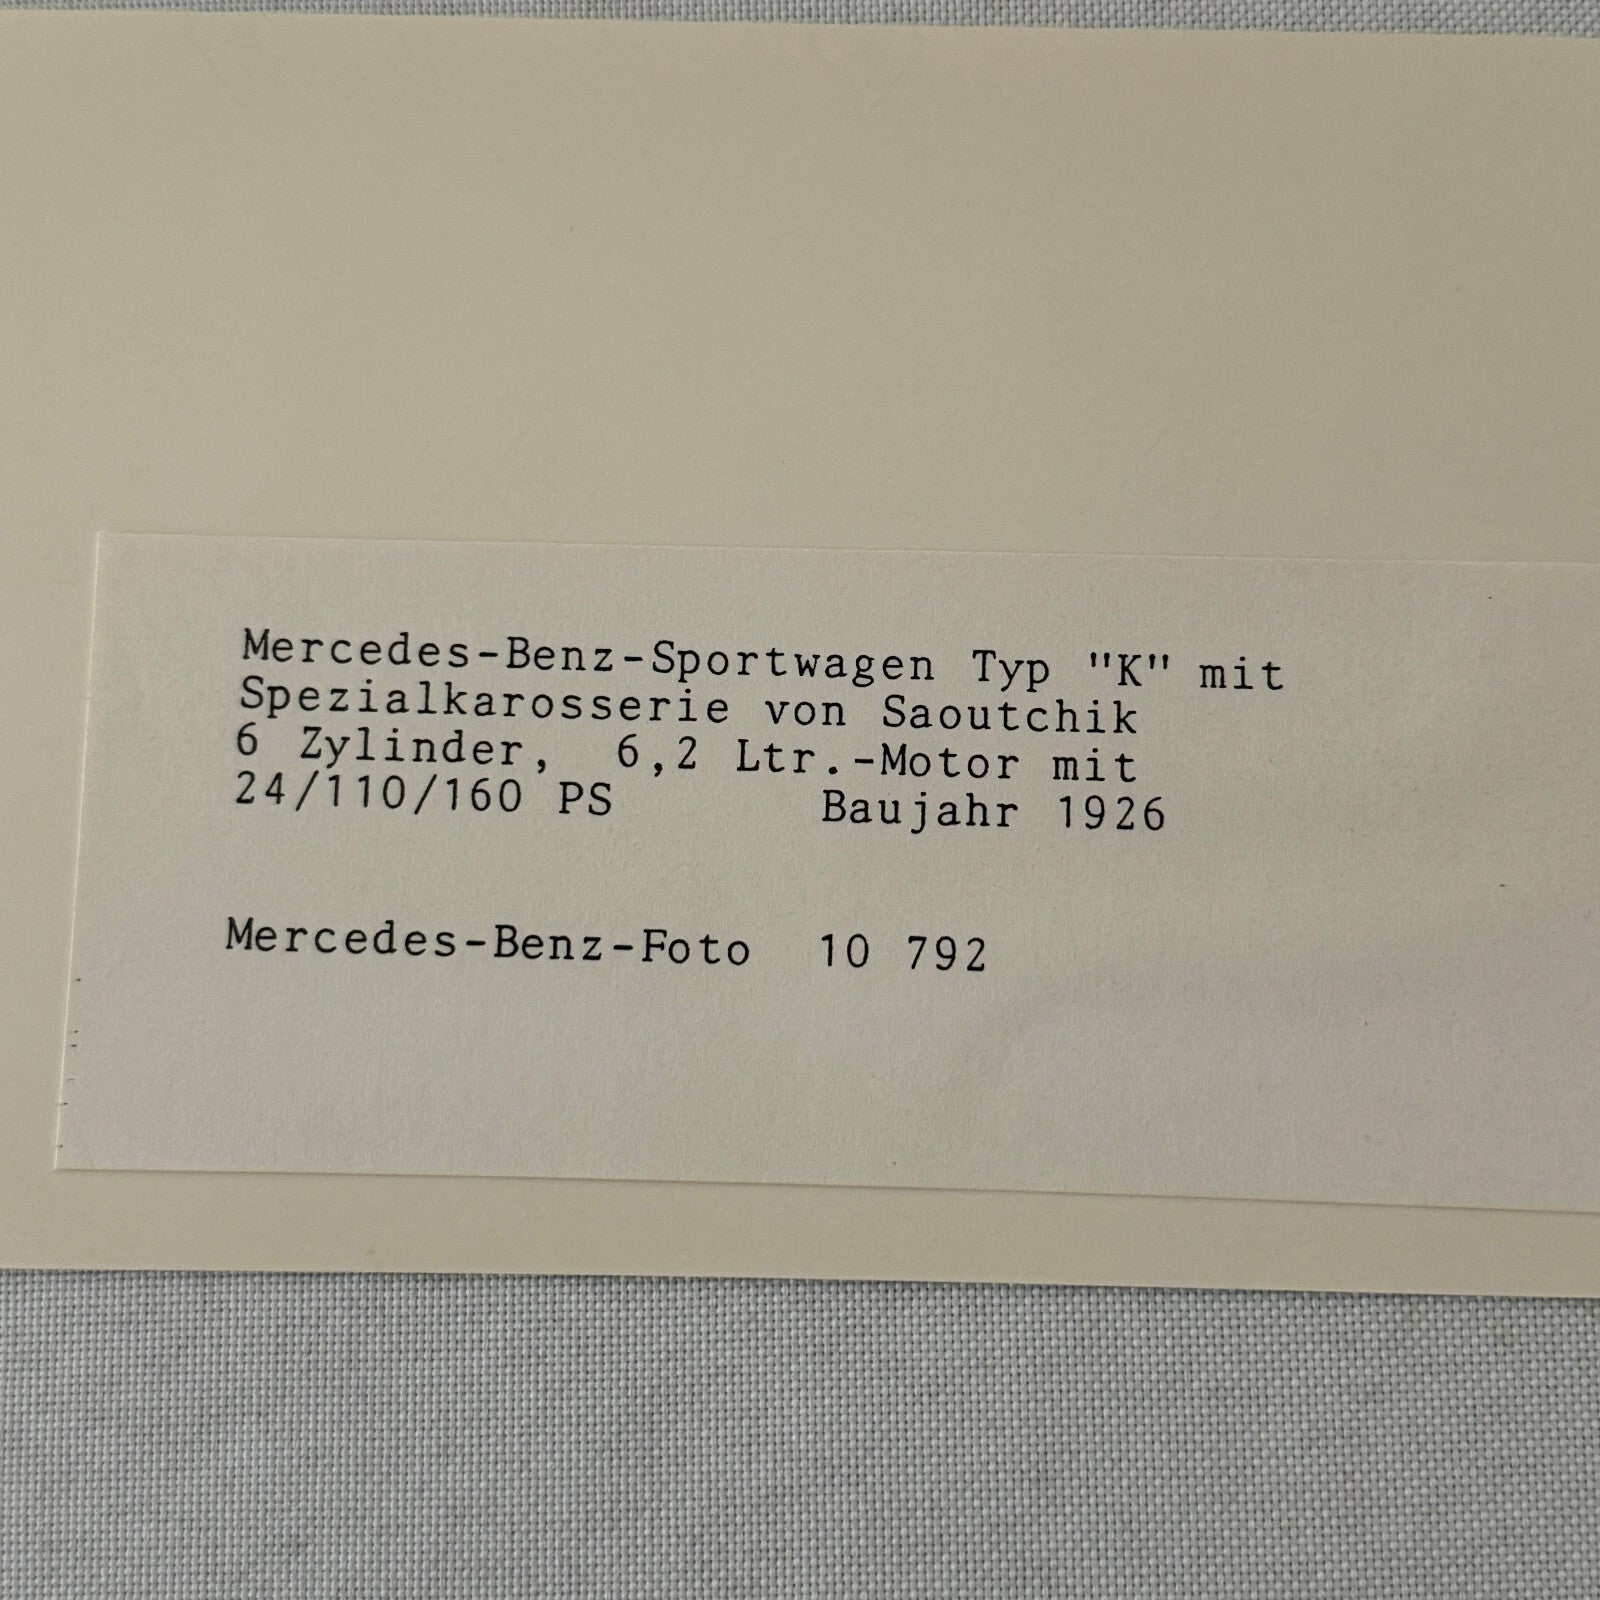 Mercedes-Benz-Sportwagen Typ "K" mit
Spezialkarosserie von Saoutchik
6 Zylinder, 6,2 Ltr.-Motor mit
24/110/160 PS Baujahr 1926
Mercedes-Benz-Foto 10 792